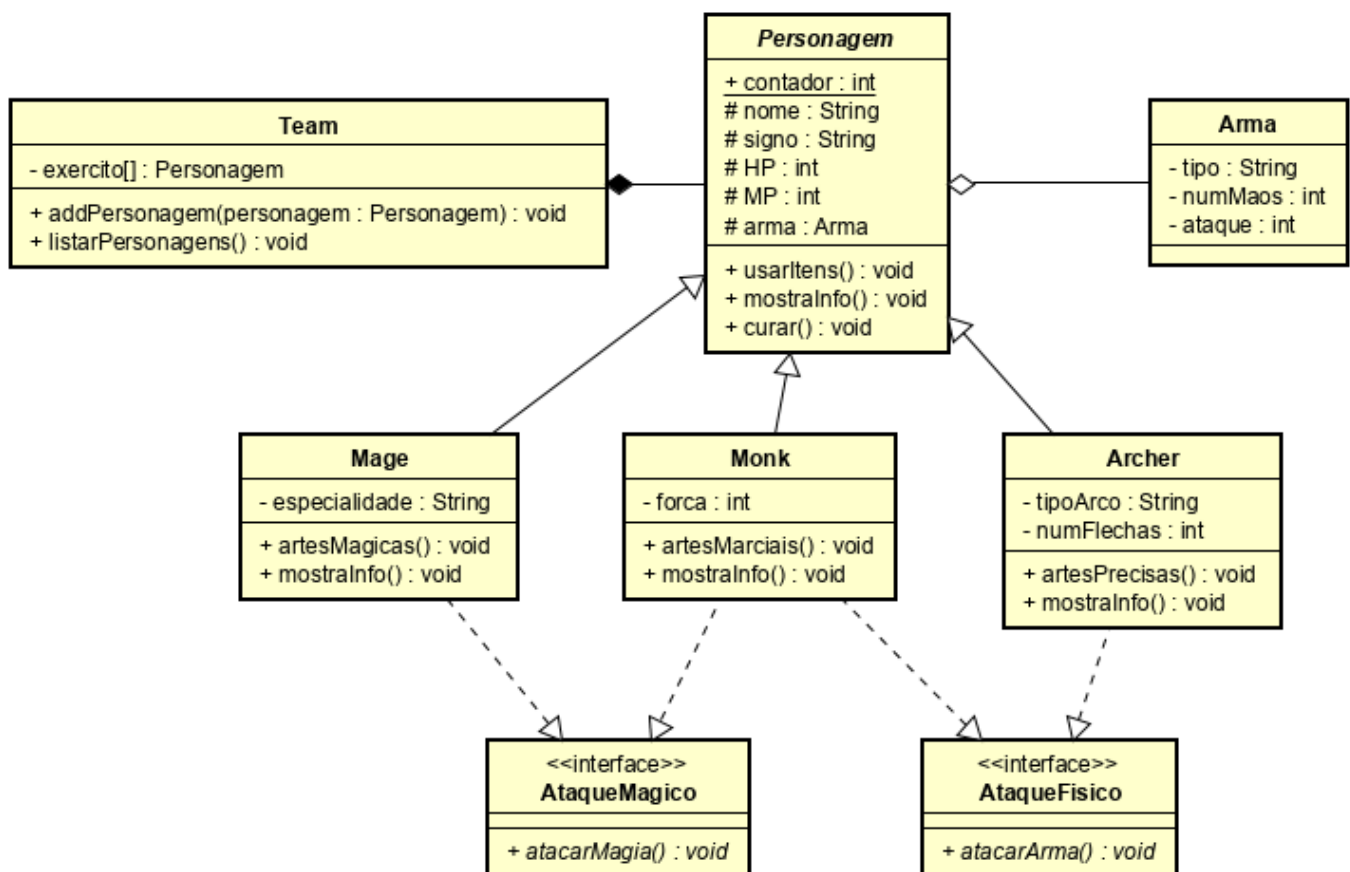 Personagem
+ contador : int
# nome : String
# signo : String
# HP : int
# MP : int
# arma : Arma
+ usarItens() : void
+ mostraInfo() : void
+ curar() : void
Team
- exercito[] : Personagem
+ addPersonagem(personagem : Personagem) : void
+ listarPersonagens() : void
Arma
- tipo : String
- numMaos : int
- ataque : int
Mage
- especialidade : String
+ artesMagicas() : void
+ mostraInfo() : void
Monk
- forca : int
+ artesMarciais() : void
+ mostraInfo() : void
Archer
- tipoArco : String
- numFlechas : int
+ artesPrecisas() : void
+ mostraInfo() : void
<<interface>>
AtaqueMagico
+ atacarMagia() : void
<<interface>>
AtaqueFisico
+ atacarArma() : void